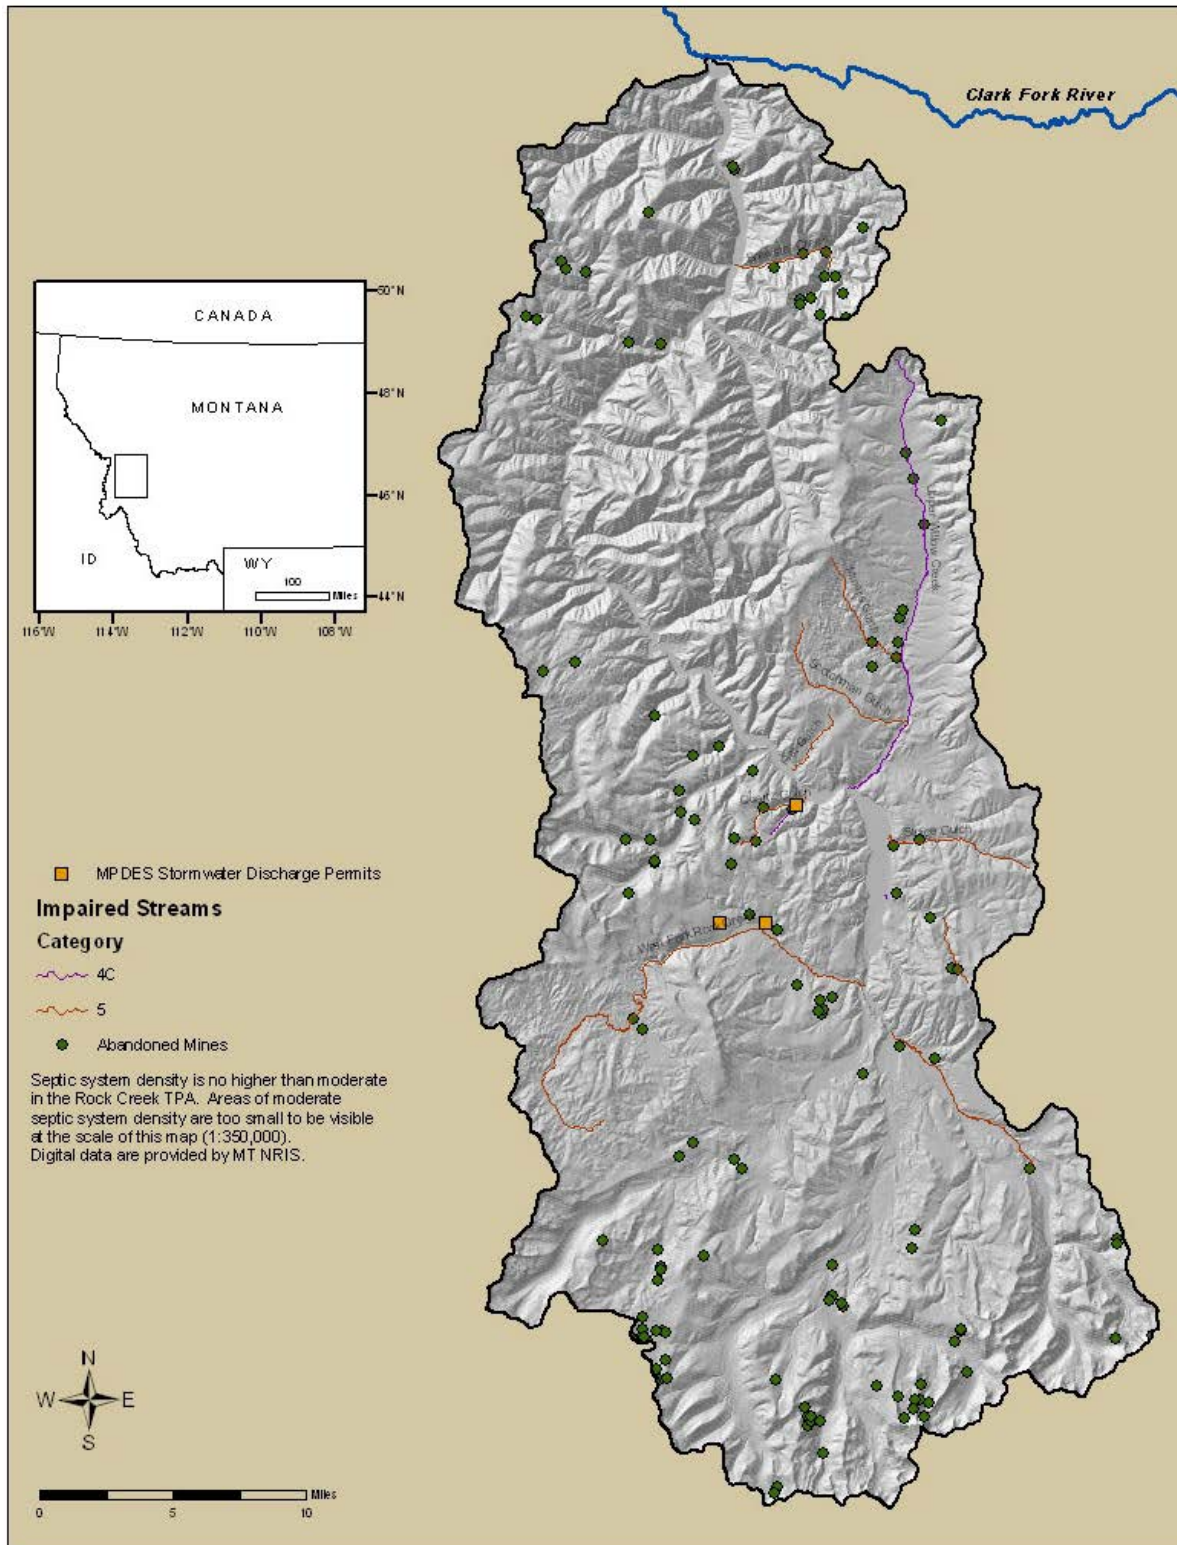 Clark Fork River
50°N
CANADA
48°N
MONTANA
46°N
ID
WY
100
Miles
44°N
116°W
114°W
112°W
110°W
108°W
Upper Willow Creek
Scotchman Gulch
Gulch
Sluice Gulch
West Fork Rock Creek
MPDES Stormwater Discharge Permits
Impaired Streams
Category
4C
5
Abandoned Mines
Septic system density is no higher than moderate
in the Rock Creek TPA. Areas of moderate
septic system density are too small to be visible
at the scale of this map (1:350,000).
Digital data are provided by MT NRIS.
N
W
E
S
Miles
0
5
10